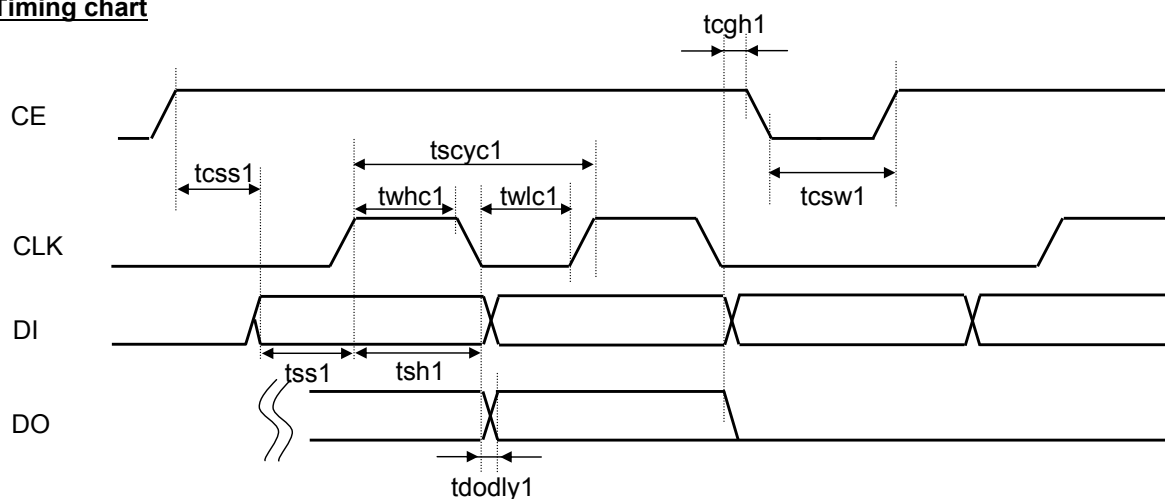 Timing chart
tcgh1
CE
tscyc1
tcss1
twhc1
twlc1
tcsw1
CLK
DI
tss1
tsh1
DO
tdodly1